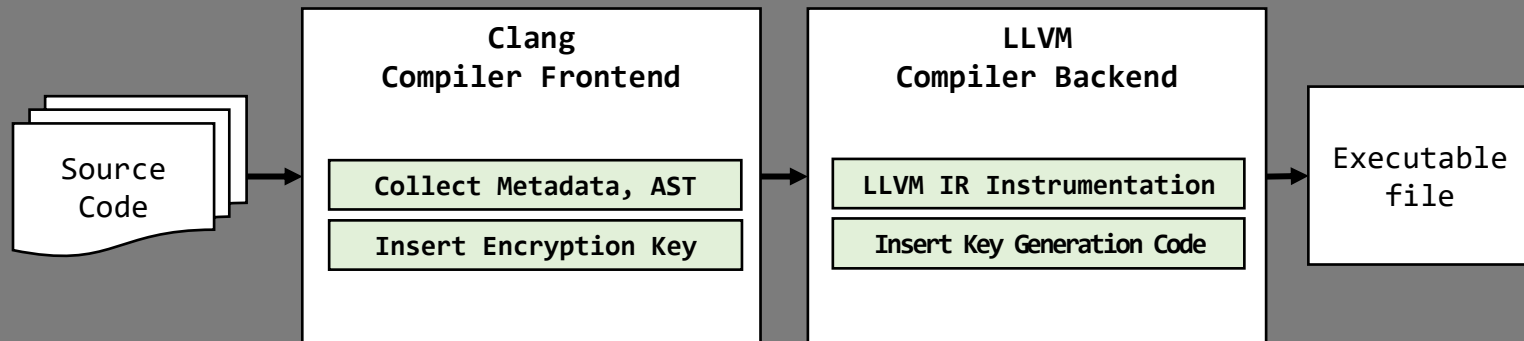 Source
Code
Clang
Compiler Frontend
Collect Metadata, AST
Insert Encryption Key
LLVM
Compiler Backend
LLVM IR Instrumentation
Insert Key Generation Code
Executable
file